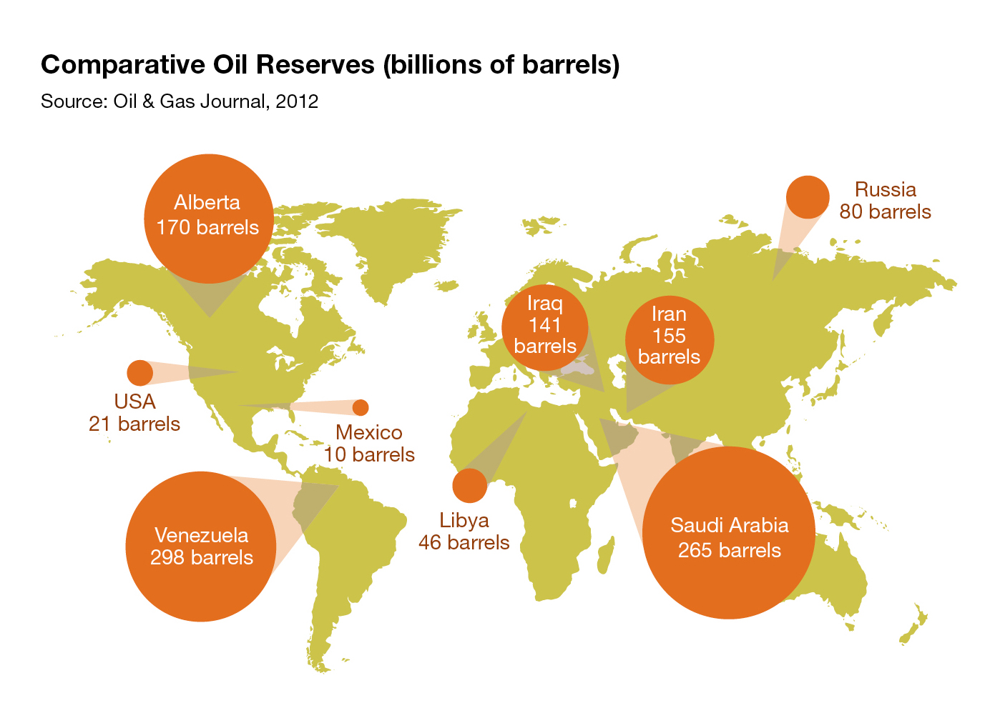 Comparative Oil Reserves (billions of barrels)
Source: Oil & Gas Journal, 2012
Alberta
170 barrels
Russia
80 barrels
Iraq
141
barrels
Iran
155
barrels
USA
21 barrels
Mexico
10 barrels
Libya
46 barrels
Venezuela
298 barrels
Saudi Arabia
265 barrels